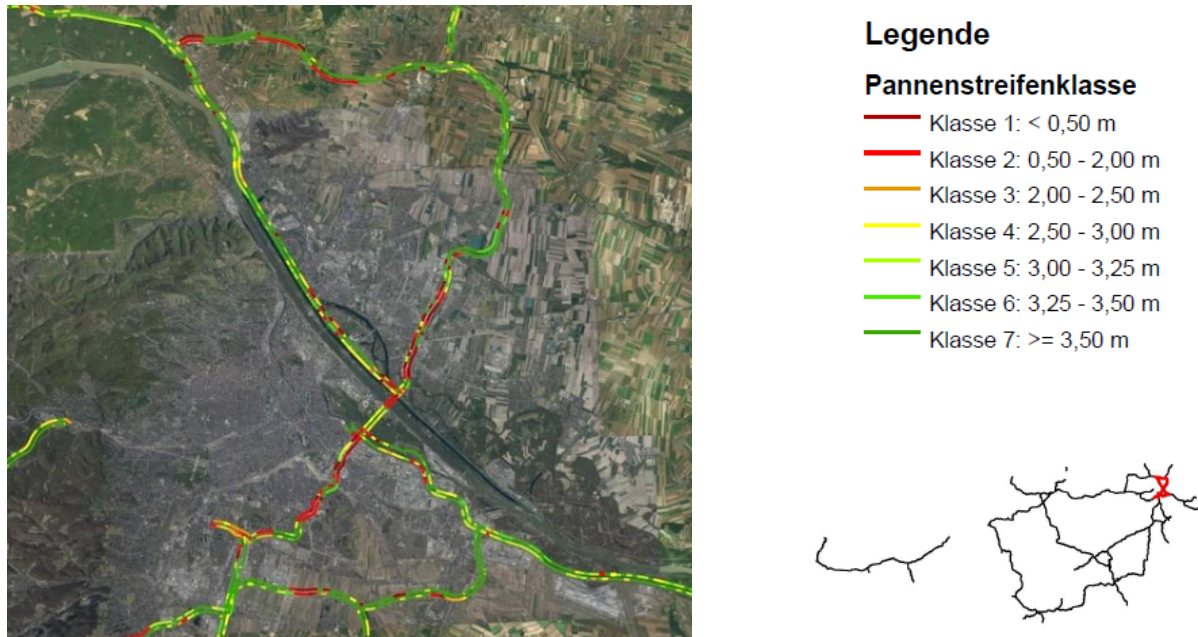 Legende
Pannenstreifenklasse
Klasse 1: < 0,50 m
Klasse 2: 0,50 - 2,00 m
Klasse 3: 2,00 - 2,50 m
Klasse 4: 2,50 - 3,00 m
Klasse 5: 3,00 - 3,25 m
Klasse 6: 3,25 - 3,50 m
Klasse 7: >= 3,50 m